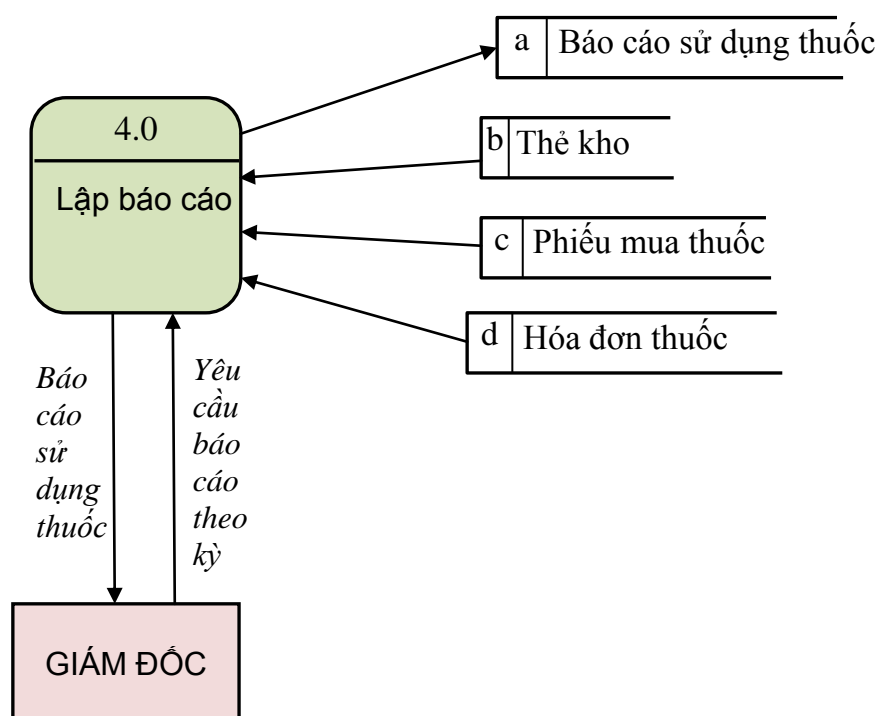 a Báo cáo sử dụng thuốc
4.0
b Thẻ kho
Lập báo cáo
c Phiếu mua thuốc
d Hóa đơn thuốc
Báo
cáo
sử
dụng
thuốc
Yêu
cầu
báo
cáo
theo
kỳ
GIÁM ĐỐC